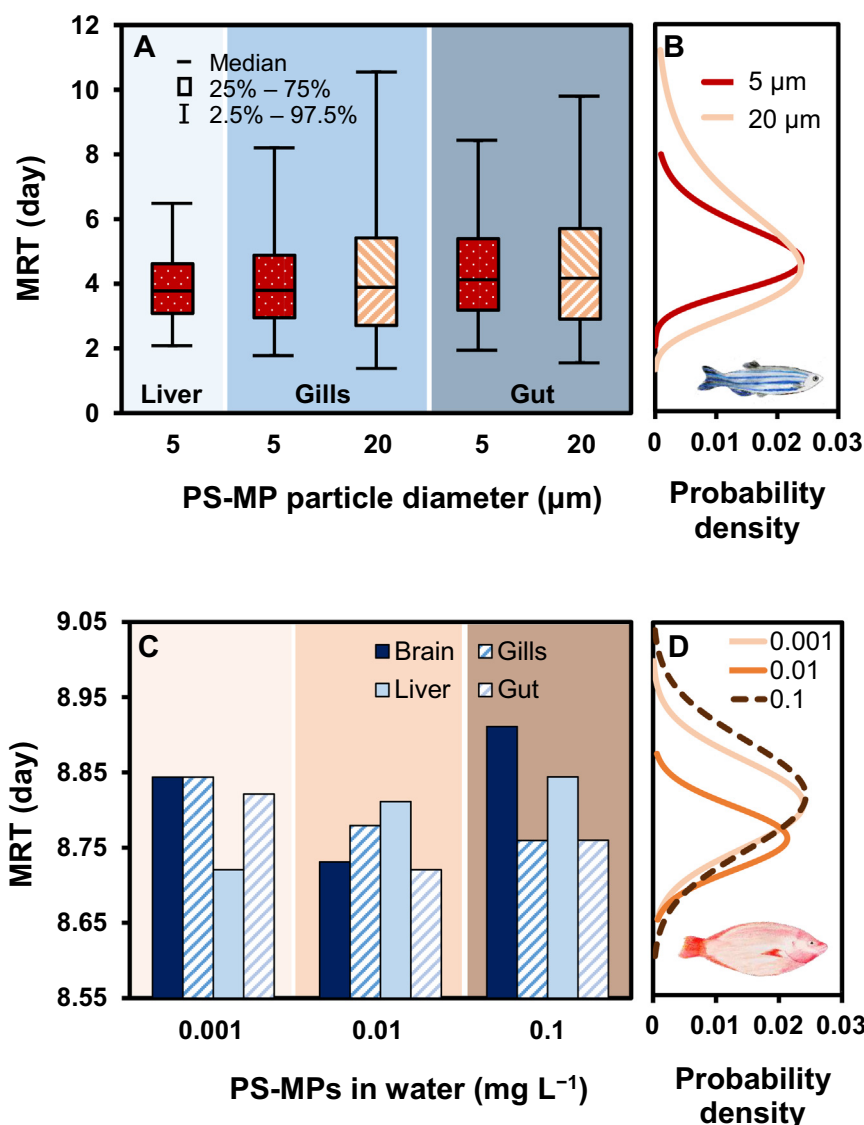 A
Median
25% – 75%
2.5% – 97.5%
MRT (day)
12
10
8
6
4
2
0
Liver
Gills
Gut
5
5
20
5
20
PS-MP particle diameter (µm)
B
5 µm
20 µm
0
0.01
0.02
0.03
Probability
density
C
Brain
Gills
Liver
Gut
MRT (day)
9.05
8.95
8.85
8.75
8.65
8.55
0.001
0.01
0.1
PS-MPs in water (mg L⁻¹)
D
0.001
0.01
0.1
0
0.01
0.02
0.03
Probability
density